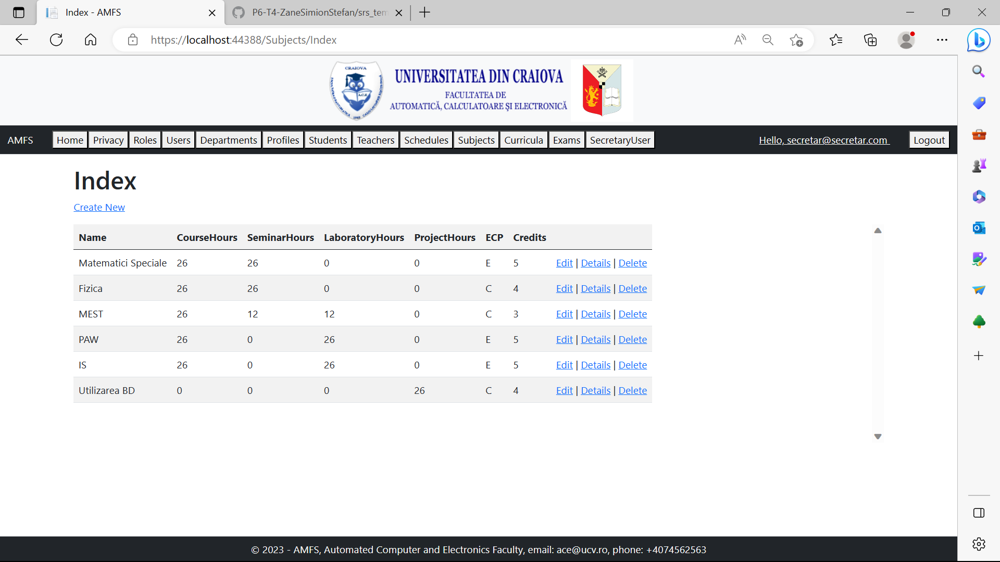 Index - AMFS
P6-T4-ZaneSimionStefan/srs_tem
https://localhost:44388/Subjects/Index
CRAIOVA
A.C.E
UNIVERSITATEA DIN CRAIOVA
FACULTATEA DE
AUTOMATICĂ, CALCULATOARE ȘI ELECTRONICĂ
AMFS Home Privacy Roles Users Departments Profiles Students Teachers Schedules Subjects Curricula Exams SecretaryUser Hello, secretar@secretar.com Logout
Index
Create New
Name CourseHours SeminarHours LaboratoryHours ProjectHours ECP Credits
Matematici Speciale 26 26 0 0 E 5 Edit | Details | Delete
Fizica 26 26 0 0 C 4 Edit | Details | Delete
MEST 26 12 12 0 C 3 Edit | Details | Delete
PAW 26 0 26 0 E 5 Edit | Details | Delete
IS 26 0 26 0 E 5 Edit | Details | Delete
Utilizarea BD 0 0 0 26 C 4 Edit | Details | Delete
© 2023 - AMFS, Automated Computer and Electronics Faculty, email: ace@ucv.ro, phone: +4074562563